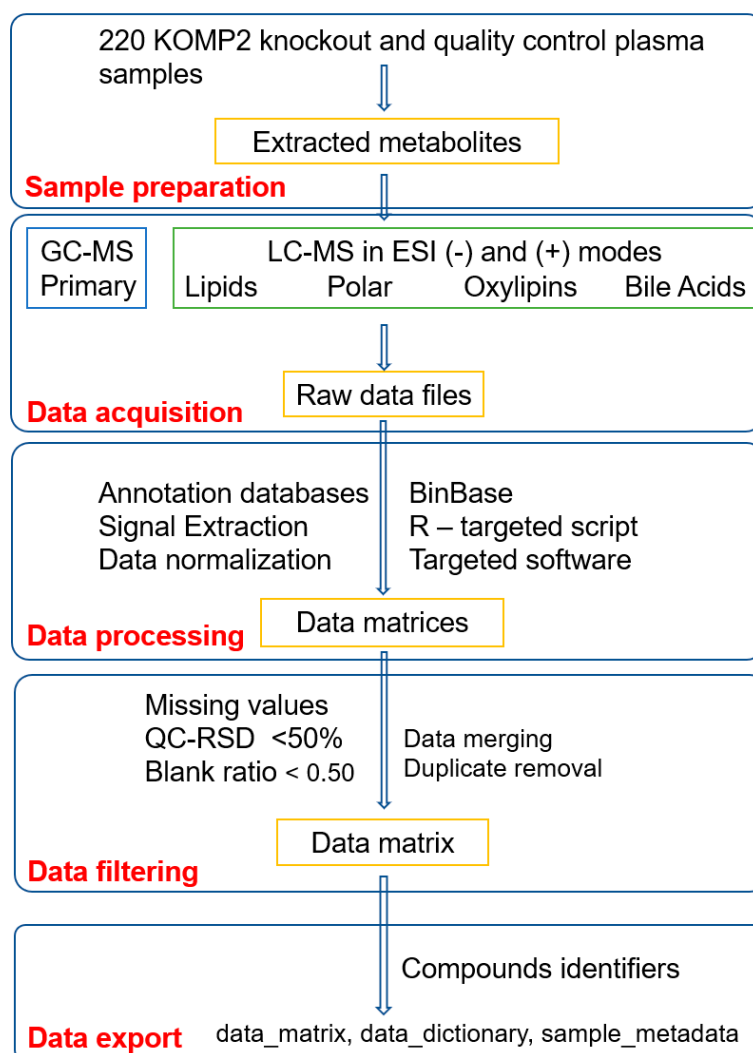 220 KOMP2 knockout and quality control plasma
samples
Extracted metabolites
Sample preparation
GC-MS
Primary
LC-MS in ESI (-) and (+) modes
Lipids Polar Oxylipins Bile Acids
Raw data files
Data acquisition
Annotation databases
Signal Extraction
Data normalization
BinBase
R – targeted script
Targeted software
Data matrices
Data processing
Missing values
QC-RSD <50%
Blank ratio < 0.50
Data merging
Duplicate removal
Data matrix
Data filtering
Compounds identifiers
Data export data_matrix, data_dictionary, sample_metadata